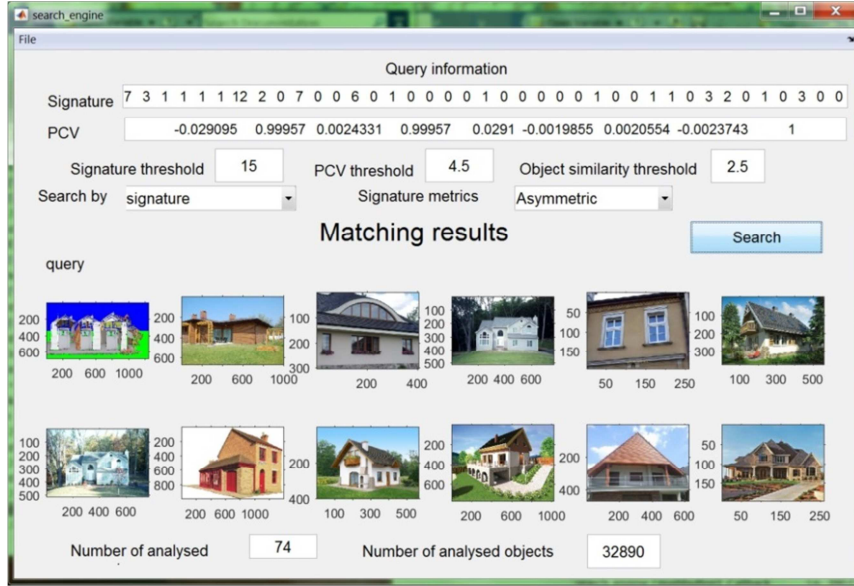 search_engine
File
Query information
Signature 7 3 1 1 1 1 12 2 0 7 0 0 6 0 1 0 0 0 0 1 0 0 0 0 1 0 0 1 1 0 3 2 0 1 0 3 0 0
PCV -0.029095 0.99957 0.0024331 0.99957 0.0291 -0.0019855 0.0020554 -0.0023743 1
Signature threshold 15 PCV threshold 4.5 Object similarity threshold 2.5
Search by signature Signature metrics Asymmetric
Matching results Search
query
200 400 600 200 400 600 100 200 300 100 200 300 400 500 50 100 150 100 200 300
200 600 1000 200 600 1000 200 400 200 400 600 50 150 250 100 300 500
100 200 300 400 500 200 400 600 800 200 400 200 400 600 200 400 50 100 150
200 400 600 200 600 1000 100 300 500 200 600 1000 200 400 600 50 150 250
Number of analysed 74 Number of analysed objects 32890